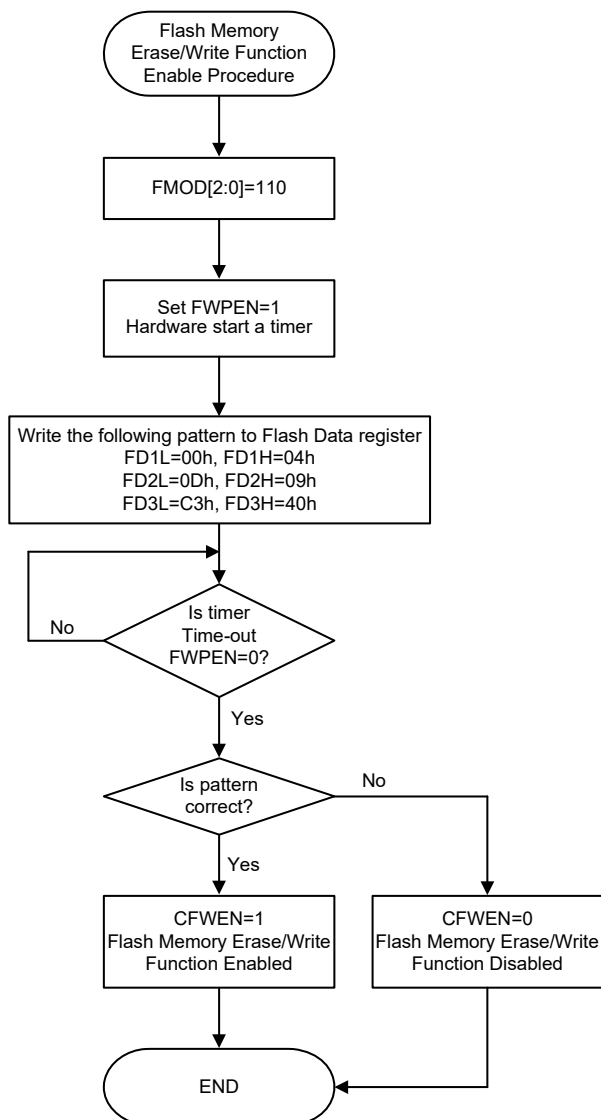 Flash Memory
Erase/Write Function
Enable Procedure
FMOD[2:0]=110
Set FWPEN=1
Hardware start a timer
Write the following pattern to Flash Data register
FD1L=00h, FD1H=04h
FD2L=0Dh, FD2H=09h
FD3L=C3h, FD3H=40h
Is timer
Time-out
FWPEN=0?
No
Yes
Is pattern
correct?
No
Yes
CFWEN=1
Flash Memory Erase/Write
Function Enabled
CFWEN=0
Flash Memory Erase/Write
Function Disabled
END